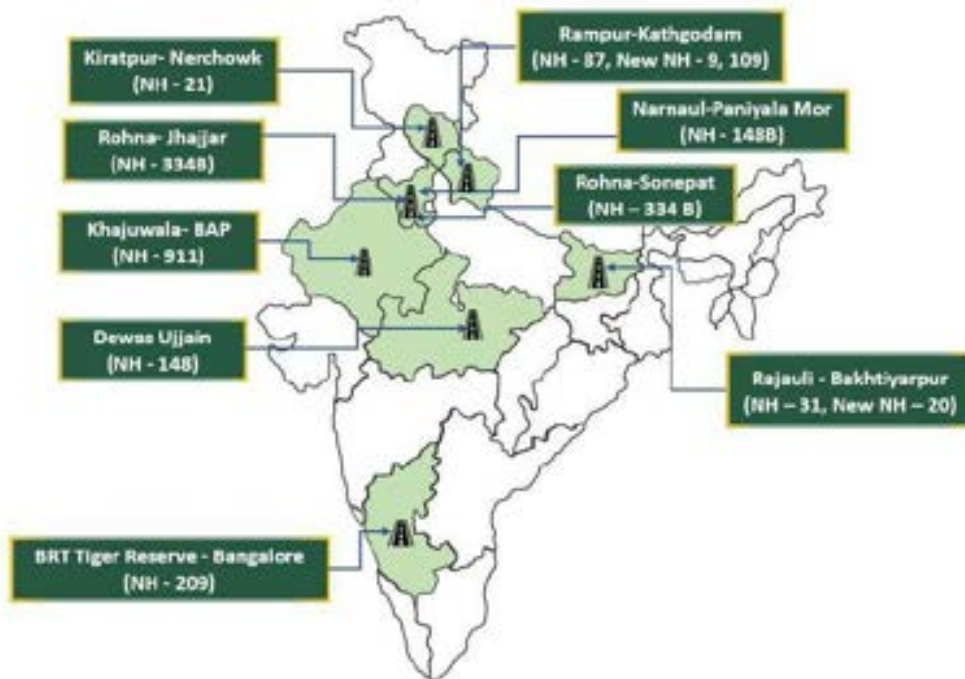 Kiratpur- Nerchowk
(NH - 21)
Rohna- Jhajjar
(NH - 334B)
Khajuwala- BAP
(NH - 911)
Dewas Ujjain
(NH - 148)
BRT Tiger Reserve - Bangalore
(NH - 209)
Rampur-Kathgodam
(NH - 87, New NH - 9, 109)
Narnaul-Paniyala Mor
(NH - 148B)
Rohna-Sonepat
(NH – 334 B)
Rajauli - Bakhtiyarpur
(NH – 31, New NH – 20)